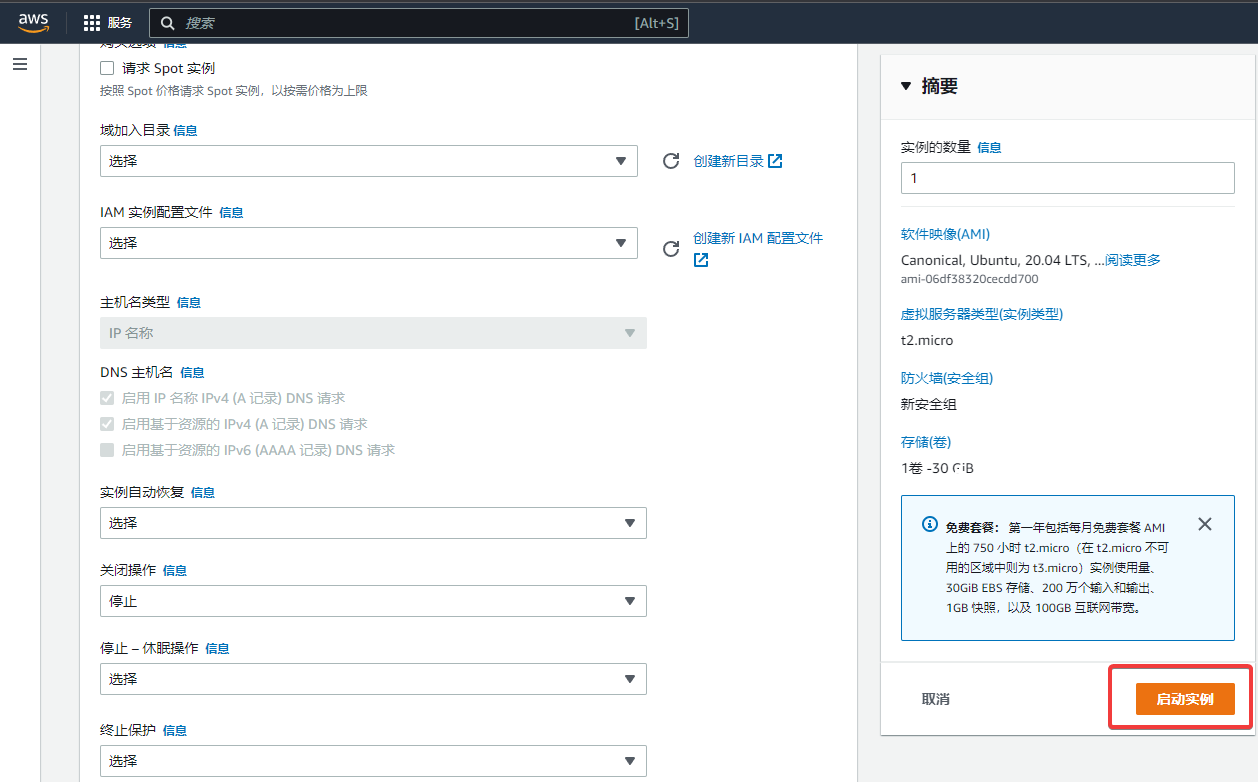 aws
服务
搜索
[Alt+S]
购买选项 信息
请求 Spot 实例
按照 Spot 价格请求 Spot 实例，以按需价格为上限
域加入目录 信息
选择
创建新目录
IAM 实例配置文件 信息
选择
创建新 IAM 配置文件
主机名类型 信息
IP 名称
DNS 主机名 信息
启用 IP 名称 IPv4 (A 记录) DNS 请求
启用基于资源的 IPv4 (A 记录) DNS 请求
启用基于资源的 IPv6 (AAAA 记录) DNS 请求
实例自动恢复 信息
选择
关闭操作 信息
停止
停止 – 休眠操作 信息
选择
终止保护 信息
选择
摘要
实例的数量 信息
1
软件映像(AMI)
Canonical, Ubuntu, 20.04 LTS, ...阅读更多
ami-06df38320cecdd700
虚拟服务器类型(实例类型)
t2.micro
防火墙(安全组)
新安全组
存储(卷)
1卷 -30 GiB
免费套餐： 第一年包括每月免费套餐 AMI
上的 750 小时 t2.micro（在 t2.micro 不可
用的区域中则为 t3.micro）实例使用量、
30GiB EBS 存储、200 万个输入和输出、
1GB 快照，以及 100GB 互联网带宽。
取消
启动实例